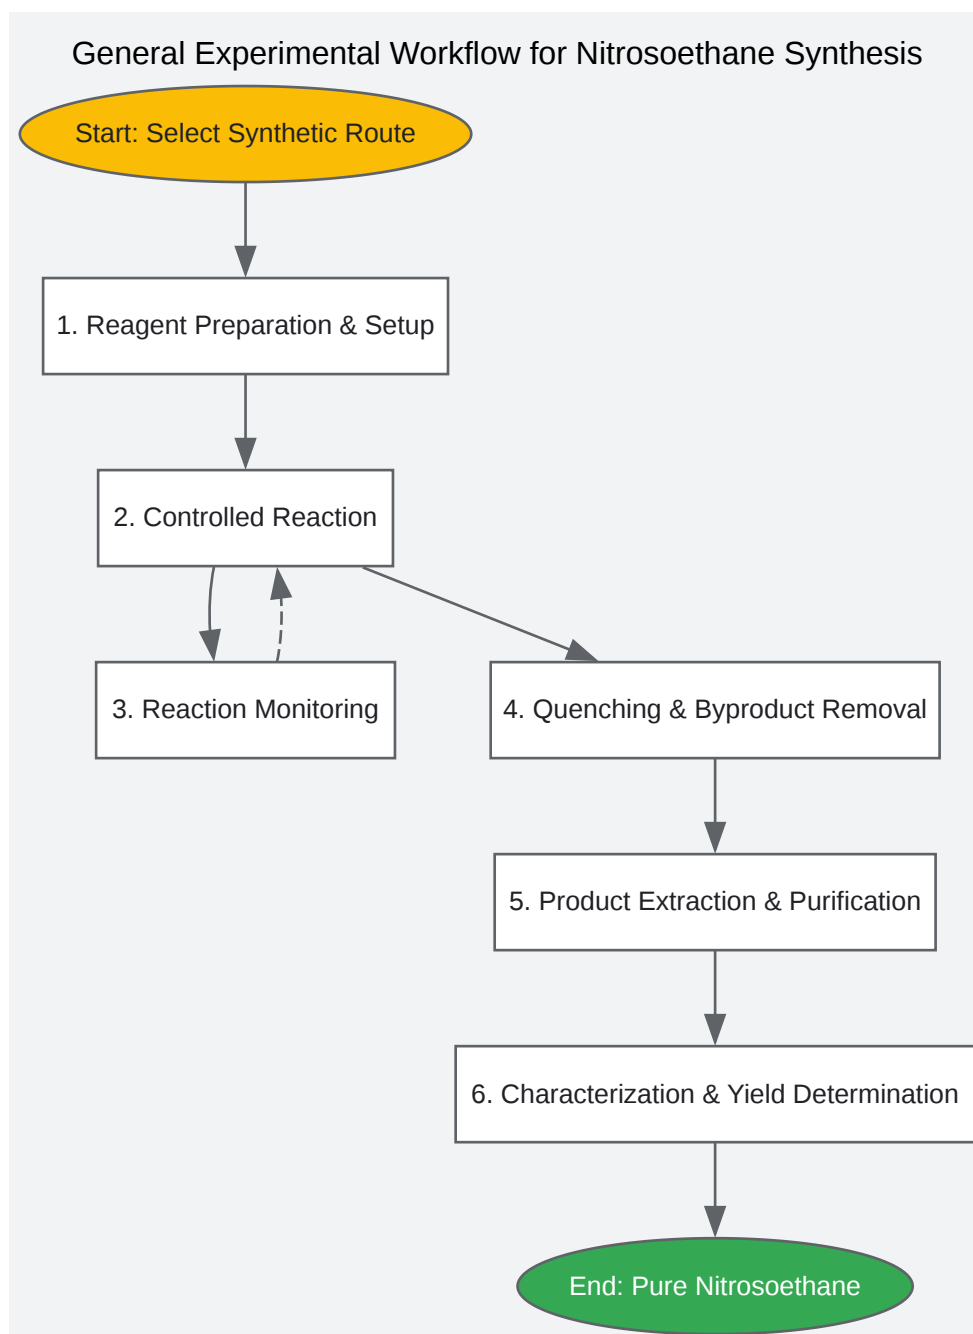 General Experimental Workflow for Nitrosoethane Synthesis
Start: Select Synthetic Route
1. Reagent Preparation & Setup
2. Controlled Reaction
3. Reaction Monitoring
4. Quenching & Byproduct Removal
5. Product Extraction & Purification
6. Characterization & Yield Determination
End: Pure Nitrosoethane